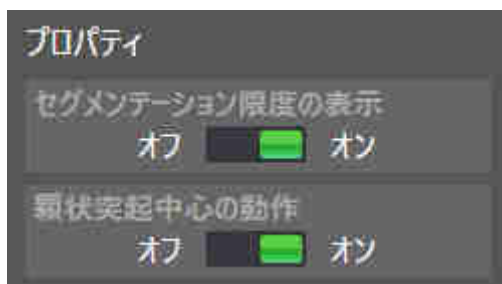 プロパティ
セグメンテーション限度の表示
オフ オン
顆状突起中心の動作
オフ オン